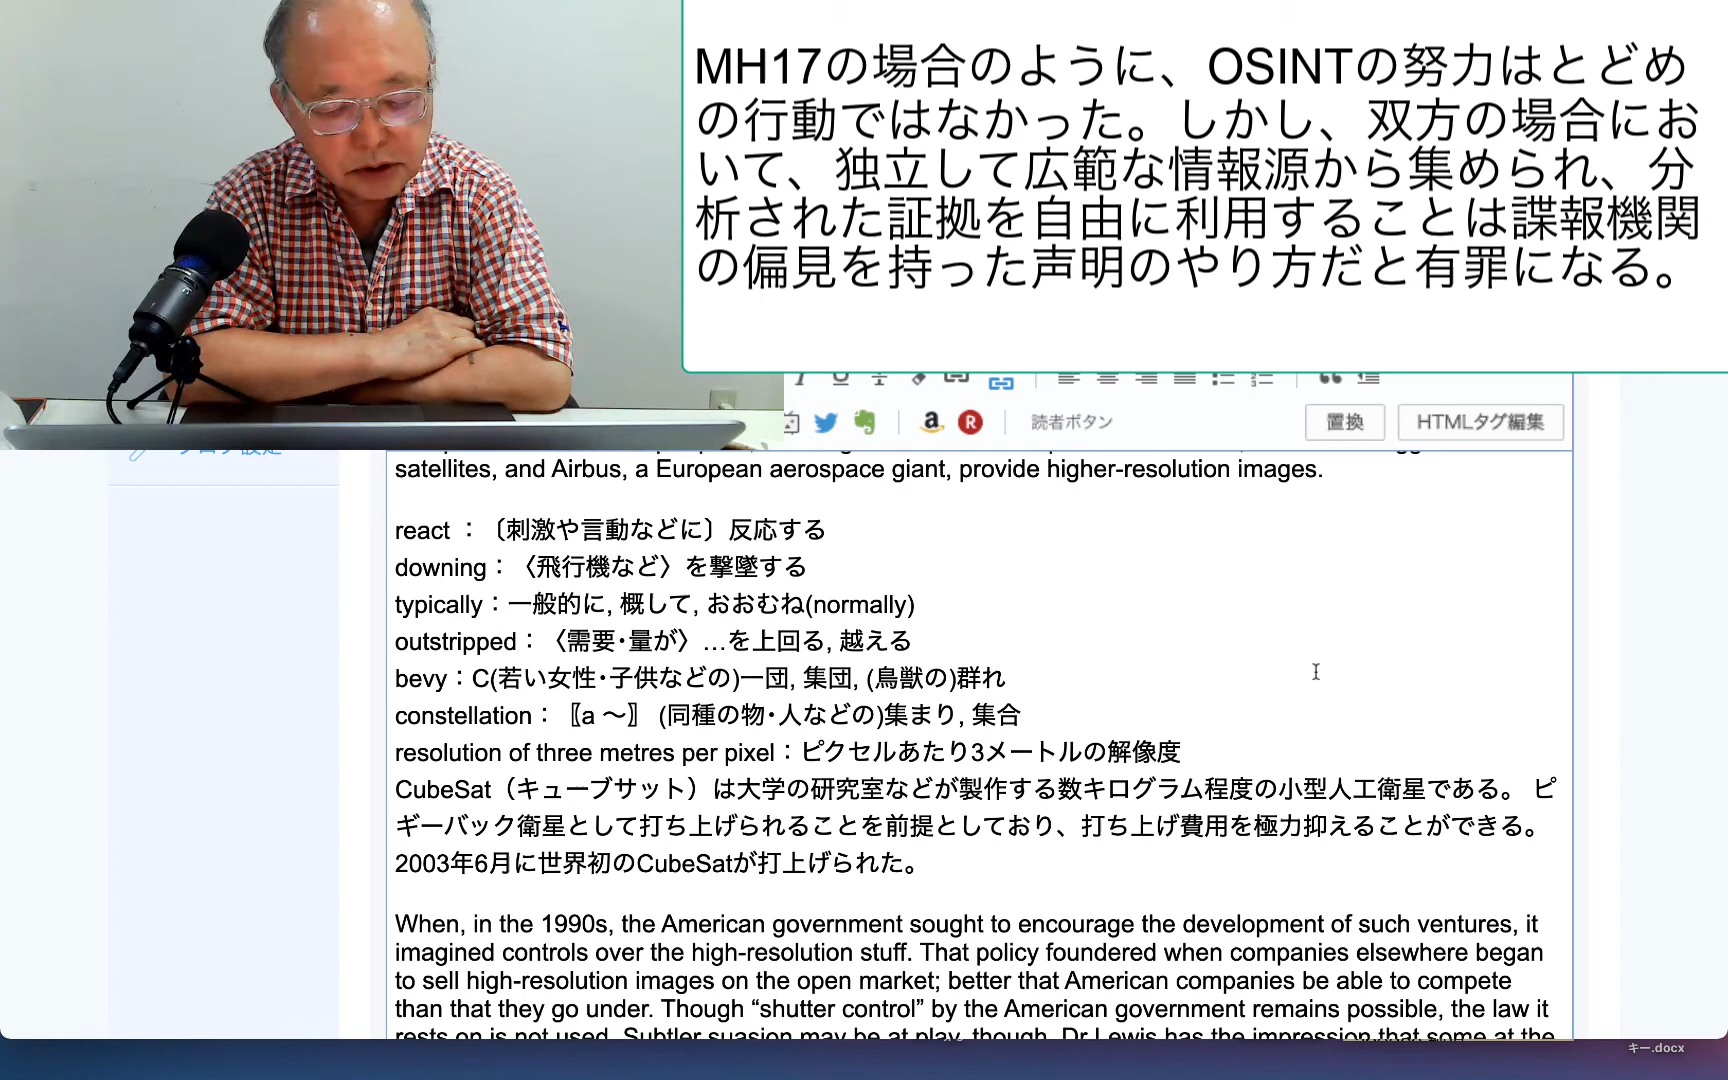 MH17の場合のように、OSINTの努力はとどめ
の行動ではなかった。しかし、双方の場合にお
いて、独立して広範な情報源から集められ、分
析された証拠を自由に利用することは諜報機関
の偏見を持った声明のやり方だと有罪になる。
読者ボタン
置換
HTMLタグ編集
satellites, and Airbus, a European aerospace giant, provide higher-resolution images.
react ：〔刺激や言動などに〕反応する
downing：〈飛行機など〉を撃墜する
typically：一般的に, 概して, おおむね(normally)
outstripped：〈需要･量が〉…を上回る, 越える
bevy：C(若い女性･子供などの)一団, 集団, (鳥獣の)群れ
constellation：〖a 〜〗 (同種の物･人などの)集まり, 集合
resolution of three metres per pixel：ピクセルあたり3メートルの解像度
CubeSat（キューブサット）は大学の研究室などが製作する数キログラム程度の小型人工衛星である。 ピ
ギーバック衛星として打ち上げられることを前提としており、打ち上げ費用を極力抑えることができる。
2003年6月に世界初のCubeSatが打上げられた。
When, in the 1990s, the American government sought to encourage the development of such ventures, it
imagined controls over the high-resolution stuff. That policy foundered when companies elsewhere began
to sell high-resolution images on the open market; better that American companies be able to compete
than that they go under. Though “shutter control” by the American government remains possible, the law it
rests on is not used. Subtler suasion may be at play, though. Dr Lewis has the impression that some at the
キー.docx